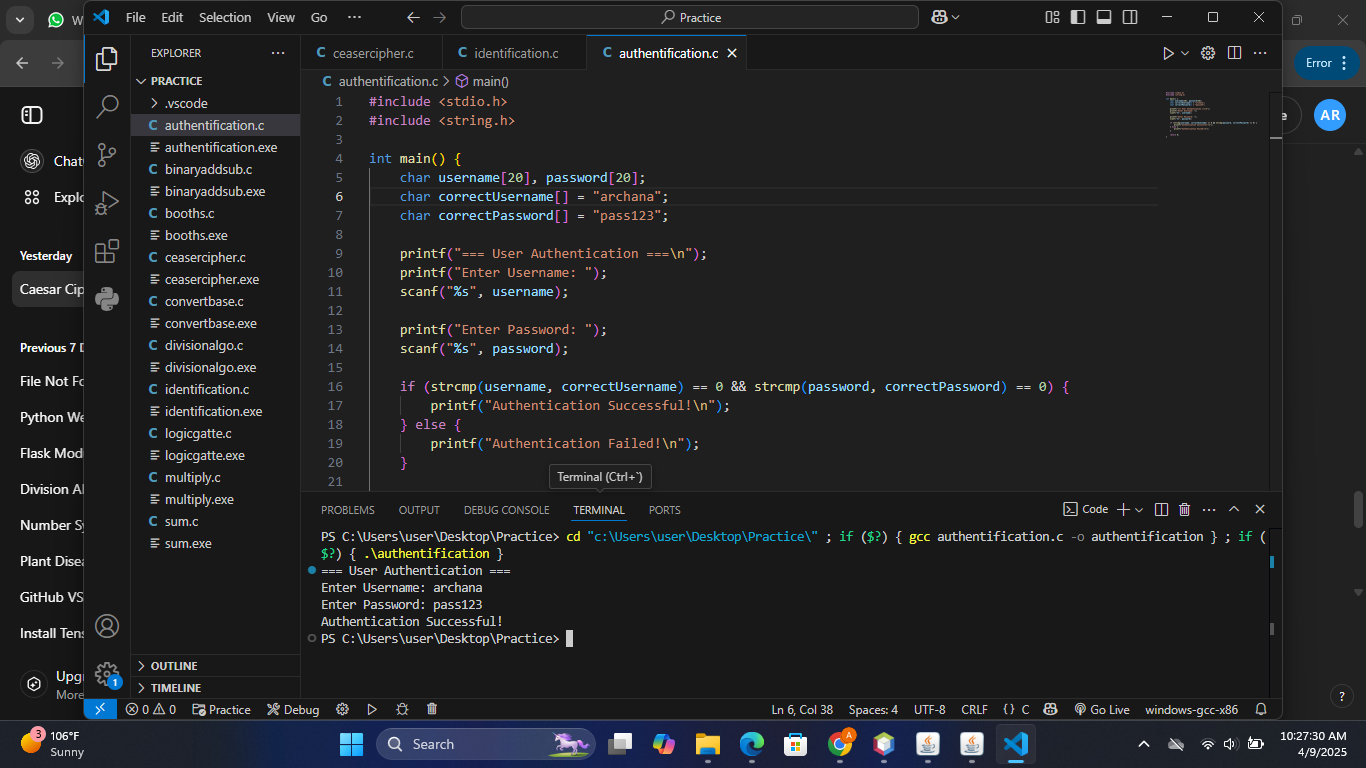 W
File Edit Selection View Go ···
Practice
Error
EXPLORER
PRACTICE
.vscode
authentification.c
authentification.exe
binaryaddsub.c
binaryaddsub.exe
booths.c
booths.exe
ceasercipher.c
ceasercipher.exe
convertbase.c
convertbase.exe
divisionalgo.c
divisionalgo.exe
identification.c
identification.exe
logicgatte.c
logicgatte.exe
multiply.c
multiply.exe
sum.c
sum.exe
OUTLINE
TIMELINE
Chat
Explo
Yesterday
Caesar Cip
Previous 7 D
File Not Fo
Python We
Flask Mod
Division Al
Number Sy
Plant Disea
GitHub VS
Install Tens
Upgr
More
C ceasercipher.c C identification.c C authentification.c
C authentification.c > main()
1 #include <stdio.h>
2 #include <string.h>
3
4 int main() {
5 char username[20], password[20];
6 char correctUsername[] = "archana";
7 char correctPassword[] = "pass123";
8
9 printf("=== User Authentication ===\n");
10 printf("Enter Username: ");
11 scanf("%s", username);
12
13 printf("Enter Password: ");
14 scanf("%s", password);
15
16 if (strcmp(username, correctUsername) == 0 && strcmp(password, correctPassword) == 0) {
17 printf("Authentication Successful!\n");
18 } else {
19 printf("Authentication Failed!\n");
20 }
21
Terminal (Ctrl+`)
PROBLEMS OUTPUT DEBUG CONSOLE TERMINAL PORTS
Code
PS C:\Users\user\Desktop\Practice> cd "c:\Users\user\Desktop\Practice\" ; if ($?) { gcc authentification.c -o authentification } ; if (
$?) { .\authentification }
=== User Authentication ===
Enter Username: archana
Enter Password: pass123
Authentication Successful!
PS C:\Users\user\Desktop\Practice>
e
AR
?
1
0 0 Practice Debug
Ln 6, Col 38 Spaces: 4 UTF-8 CRLF {} C Go Live windows-gcc-x86
3
106°F
Sunny
Search
A
10:27:30 AM
4/9/2025